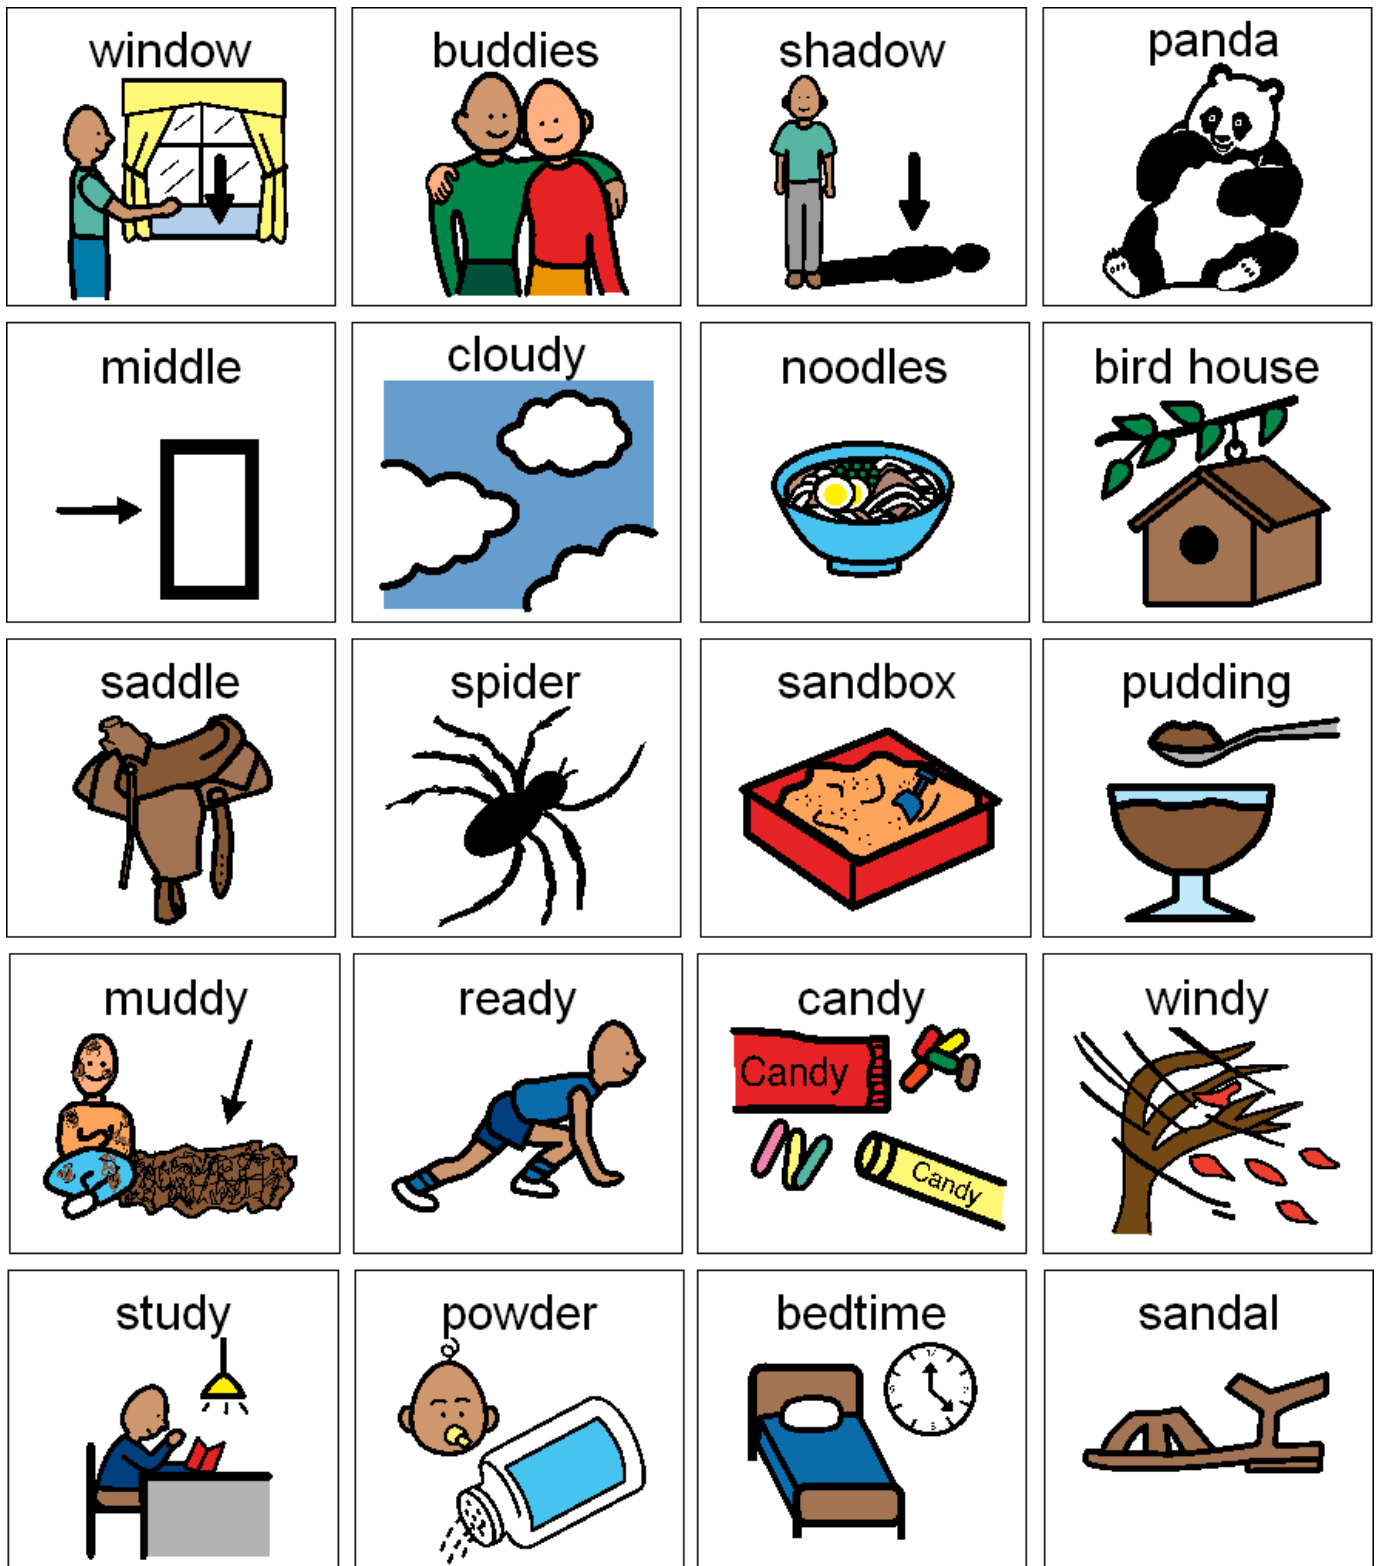 window
buddies
shadow
panda
middle
cloudy
noodles
bird house
saddle
spider
sandbox
pudding
muddy
ready
candy
Candy
Candy
windy
study
powder
bedtime
sandal